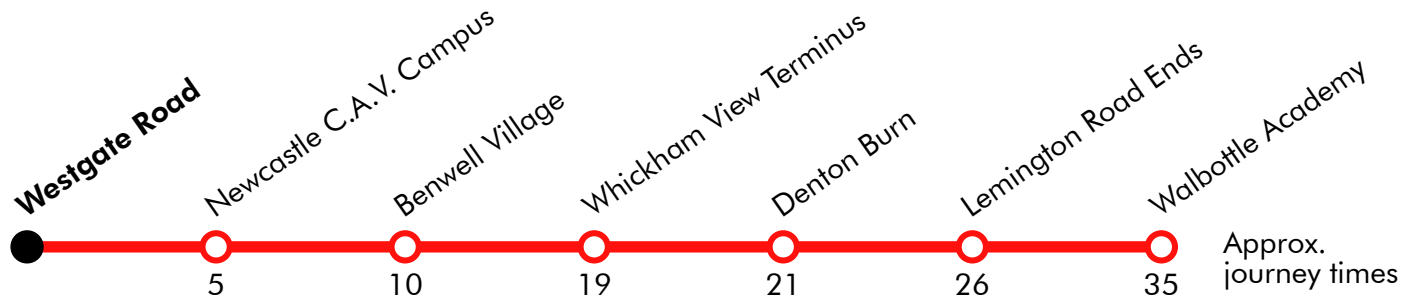 Westgate Road
Newcastle C.A.V. Campus
Benwell Village
Whickham View Terminus
Denton Burn
Lemington Road Ends
Walbottle Academy
5
10
19
21
26
35
Approx.
journey times